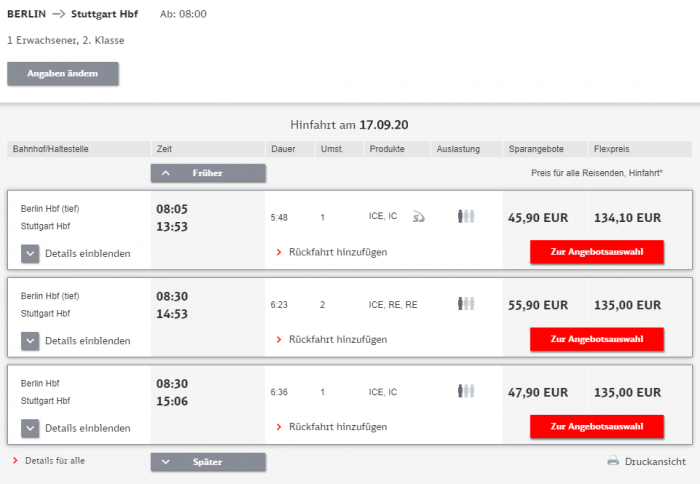 BERLIN → Stuttgart Hbf Ab: 08:00
1 Erwachsener, 2. Klasse
Angaben ändern
Hinfahrt am 17.09.20
Bahnhof/Haltestelle Zeit Dauer Umst. Produkte Auslastung Sparangebote Flexpreis
Früher Preis für alle Reisenden, Hinfahrt*
Berlin Hbf (tief) 08:05
Stuttgart Hbf 13:53 5:48 1 ICE, IC 45,90 EUR 134,10 EUR
Details einblenden Rückfahrt hinzufügen Zur Angebotsauswahl
Berlin Hbf (tief) 08:30
Stuttgart Hbf 14:53 6:23 2 ICE, RE, RE 55,90 EUR 135,00 EUR
Details einblenden Rückfahrt hinzufügen Zur Angebotsauswahl
Berlin Hbf 08:30
Stuttgart Hbf 15:06 6:36 1 ICE, IC 47,90 EUR 135,00 EUR
Details einblenden Rückfahrt hinzufügen Zur Angebotsauswahl
Details für alle Später Druckansicht